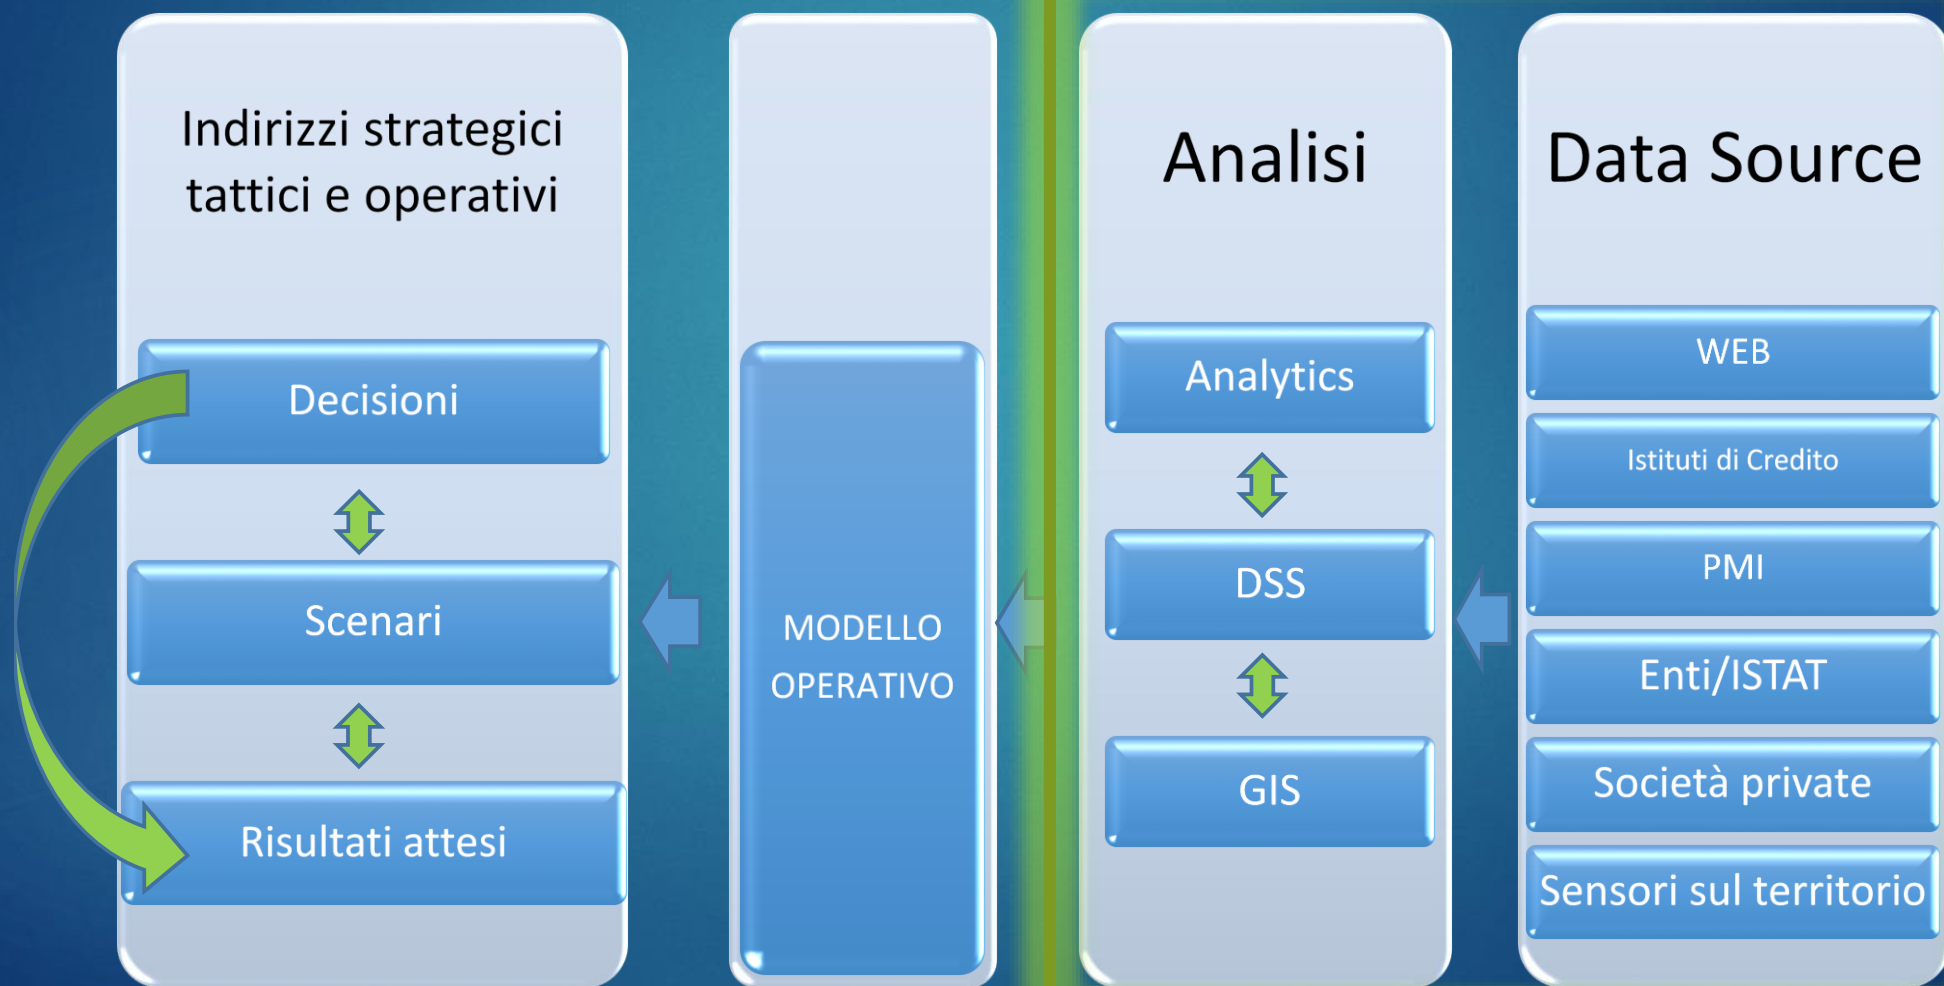 Indirizzi strategici
tattici e operativi
Decisioni
Scenari
Risultati attesi
MODELLO
OPERATIVO
Analisi
Analytics
DSS
GIS
Data Source
WEB
Istituti di Credito
PMI
Enti/ISTAT
Società private
Sensori sul territorio